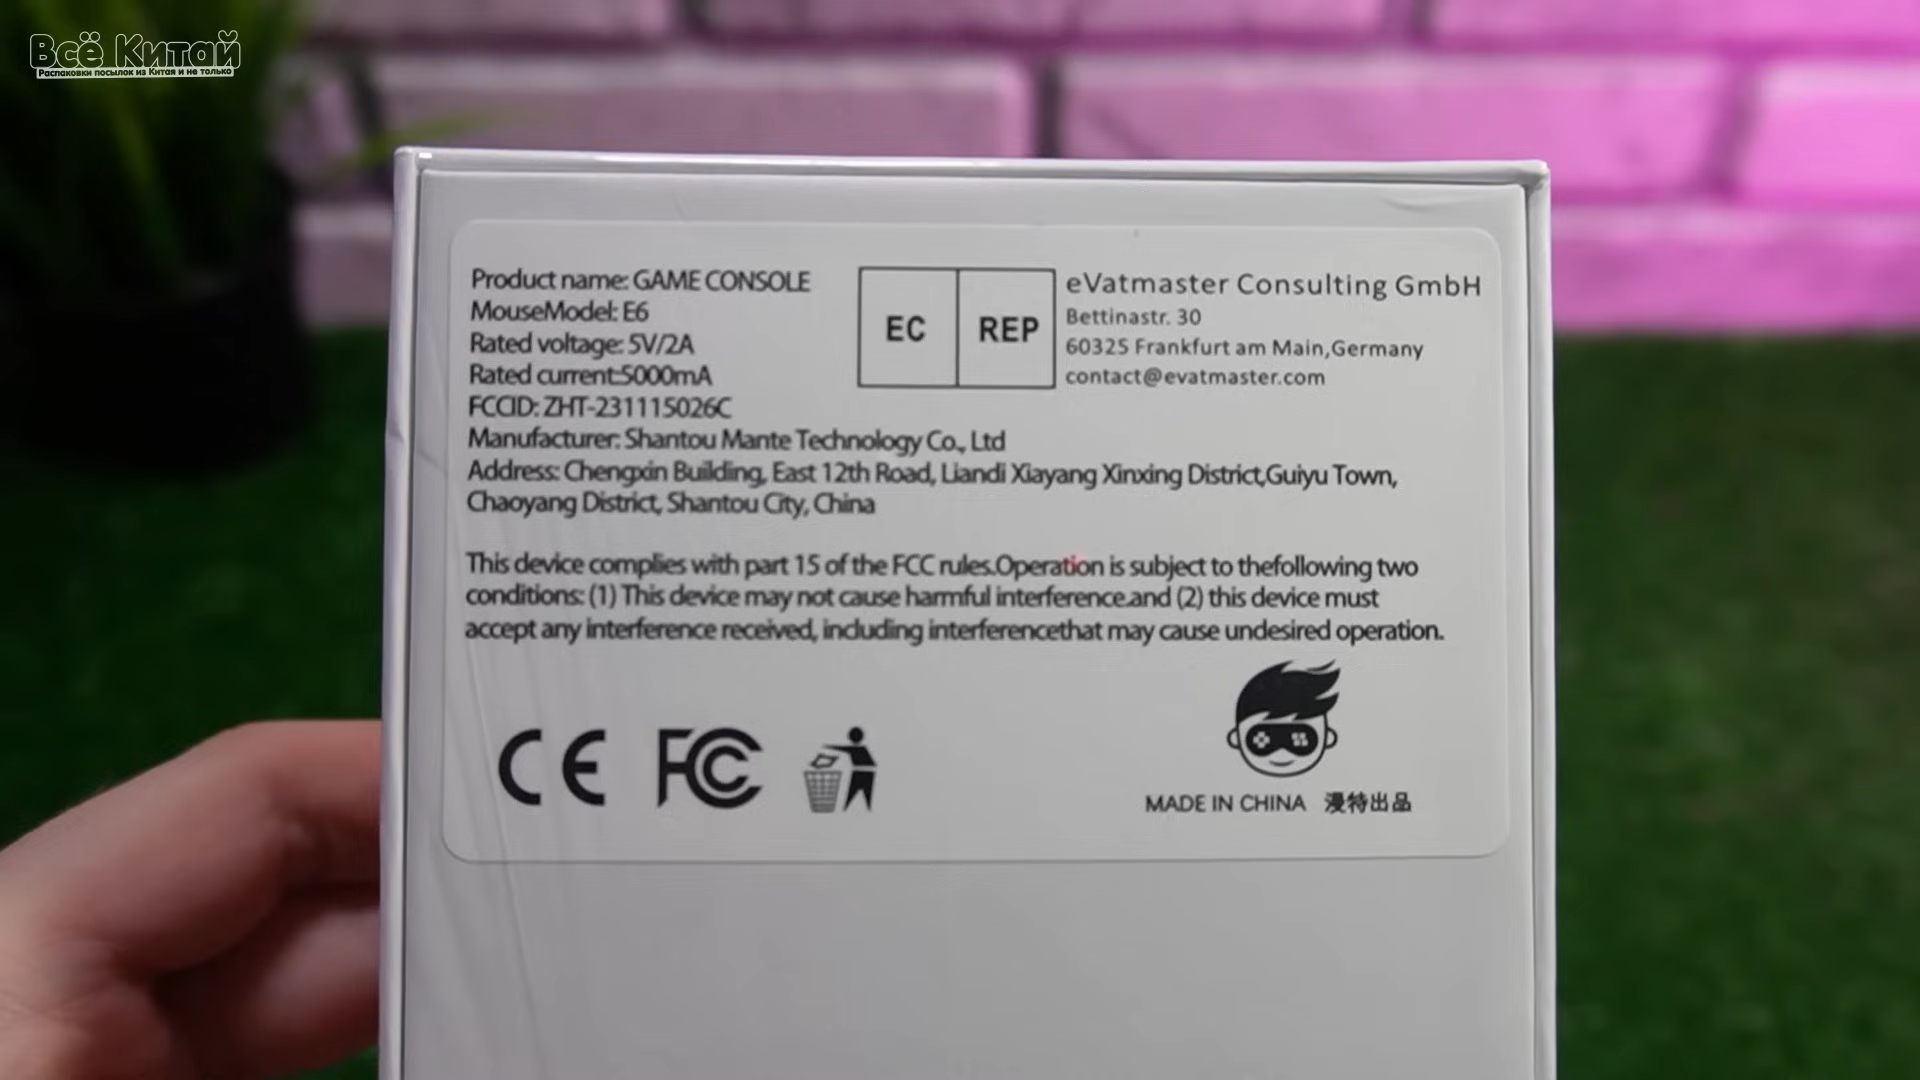 Всё Китай
Распаковки посылок из Китая и не только
Product name: GAME CONSOLE
MouseModel: E6
Rated voltage: 5V/2A
Rated current:5000mA
FCCID: ZHT-231115026C
EC REP
eVatmaster Consulting GmbH
Bettinastr. 30
60325 Frankfurt am Main,Germany
contact@evatmaster.com
Manufacturer: Shantou Mante Technology Co., Ltd
Address: Chengxin Building, East 12th Road, Liandi Xiayang Xinxing District,Guiyu Town,
Chaoyang District, Shantou City, China
This device complies with part 15 of the FCC rules.Operation is subject to thefollowing two
conditions: (1) This device may not cause harmful interference.and (2) this device must
accept any interference received, including interferencethat may cause undesired operation.
CE FC
MADE IN CHINA 漫特出品